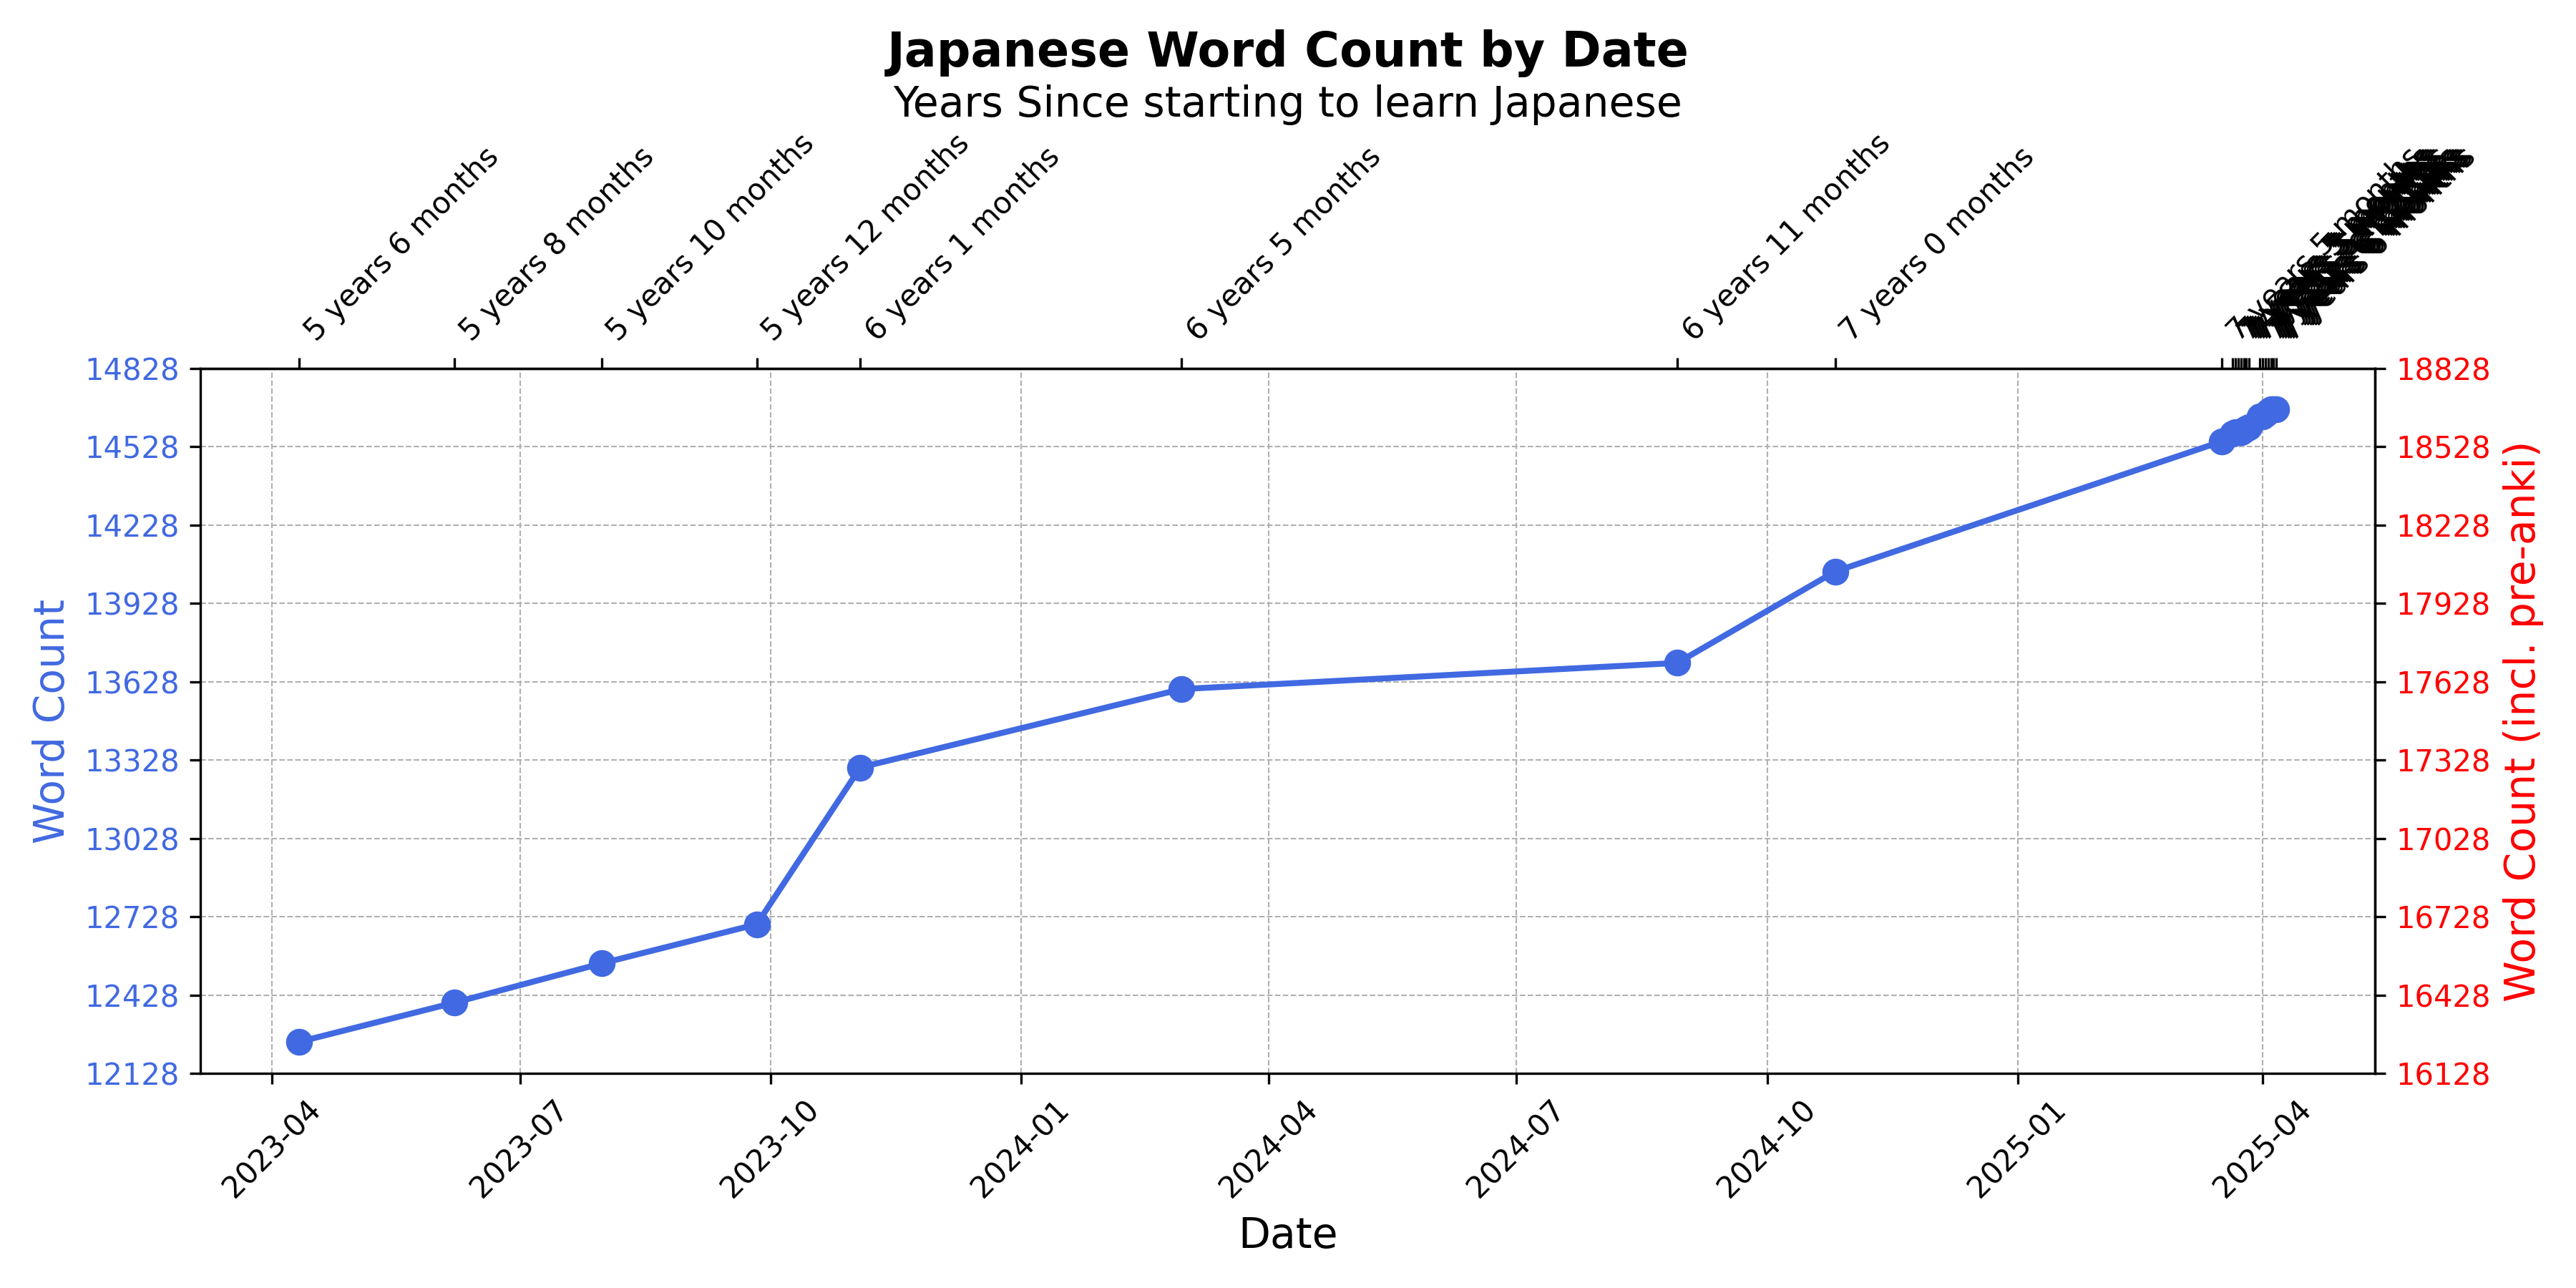 Japanese Word Count by Date
Years Since starting to learn Japanese
5 years 6 months
5 years 8 months
5 years 10 months
5 years 12 months
6 years 1 months
6 years 5 months
6 years 11 months
7 years 0 months
7 years 5 months
14828
14528
14228
13928
13628
13328
13028
12728
12428
12128
Word Count
18828
18528
18228
17928
17628
17328
17028
16728
16428
16128
Word Count (incl. pre-anki)
2023-04
2023-07
2023-10
2024-01
2024-04
2024-07
2024-10
2025-01
2025-04
Date